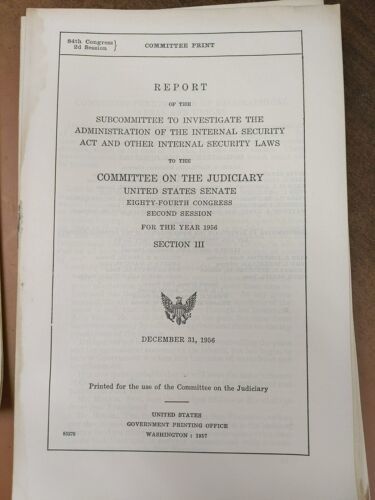 84th Congress
2d Session
COMMITTEE PRINT
REPORT
OF THE
SUBCOMMITTEE TO INVESTIGATE THE
ADMINISTRATION OF THE INTERNAL SECURITY
ACT AND OTHER INTERNAL SECURITY LAWS
TO THE
COMMITTEE ON THE JUDICIARY
UNITED STATES SENATE
EIGHTY-FOURTH CONGRESS
SECOND SESSION
FOR THE YEAR 1956
SECTION III
DECEMBER 31, 1956
Printed for the use of the Committee on the Judiciary
UNITED STATES
GOVERNMENT PRINTING OFFICE
WASHINGTON : 1957